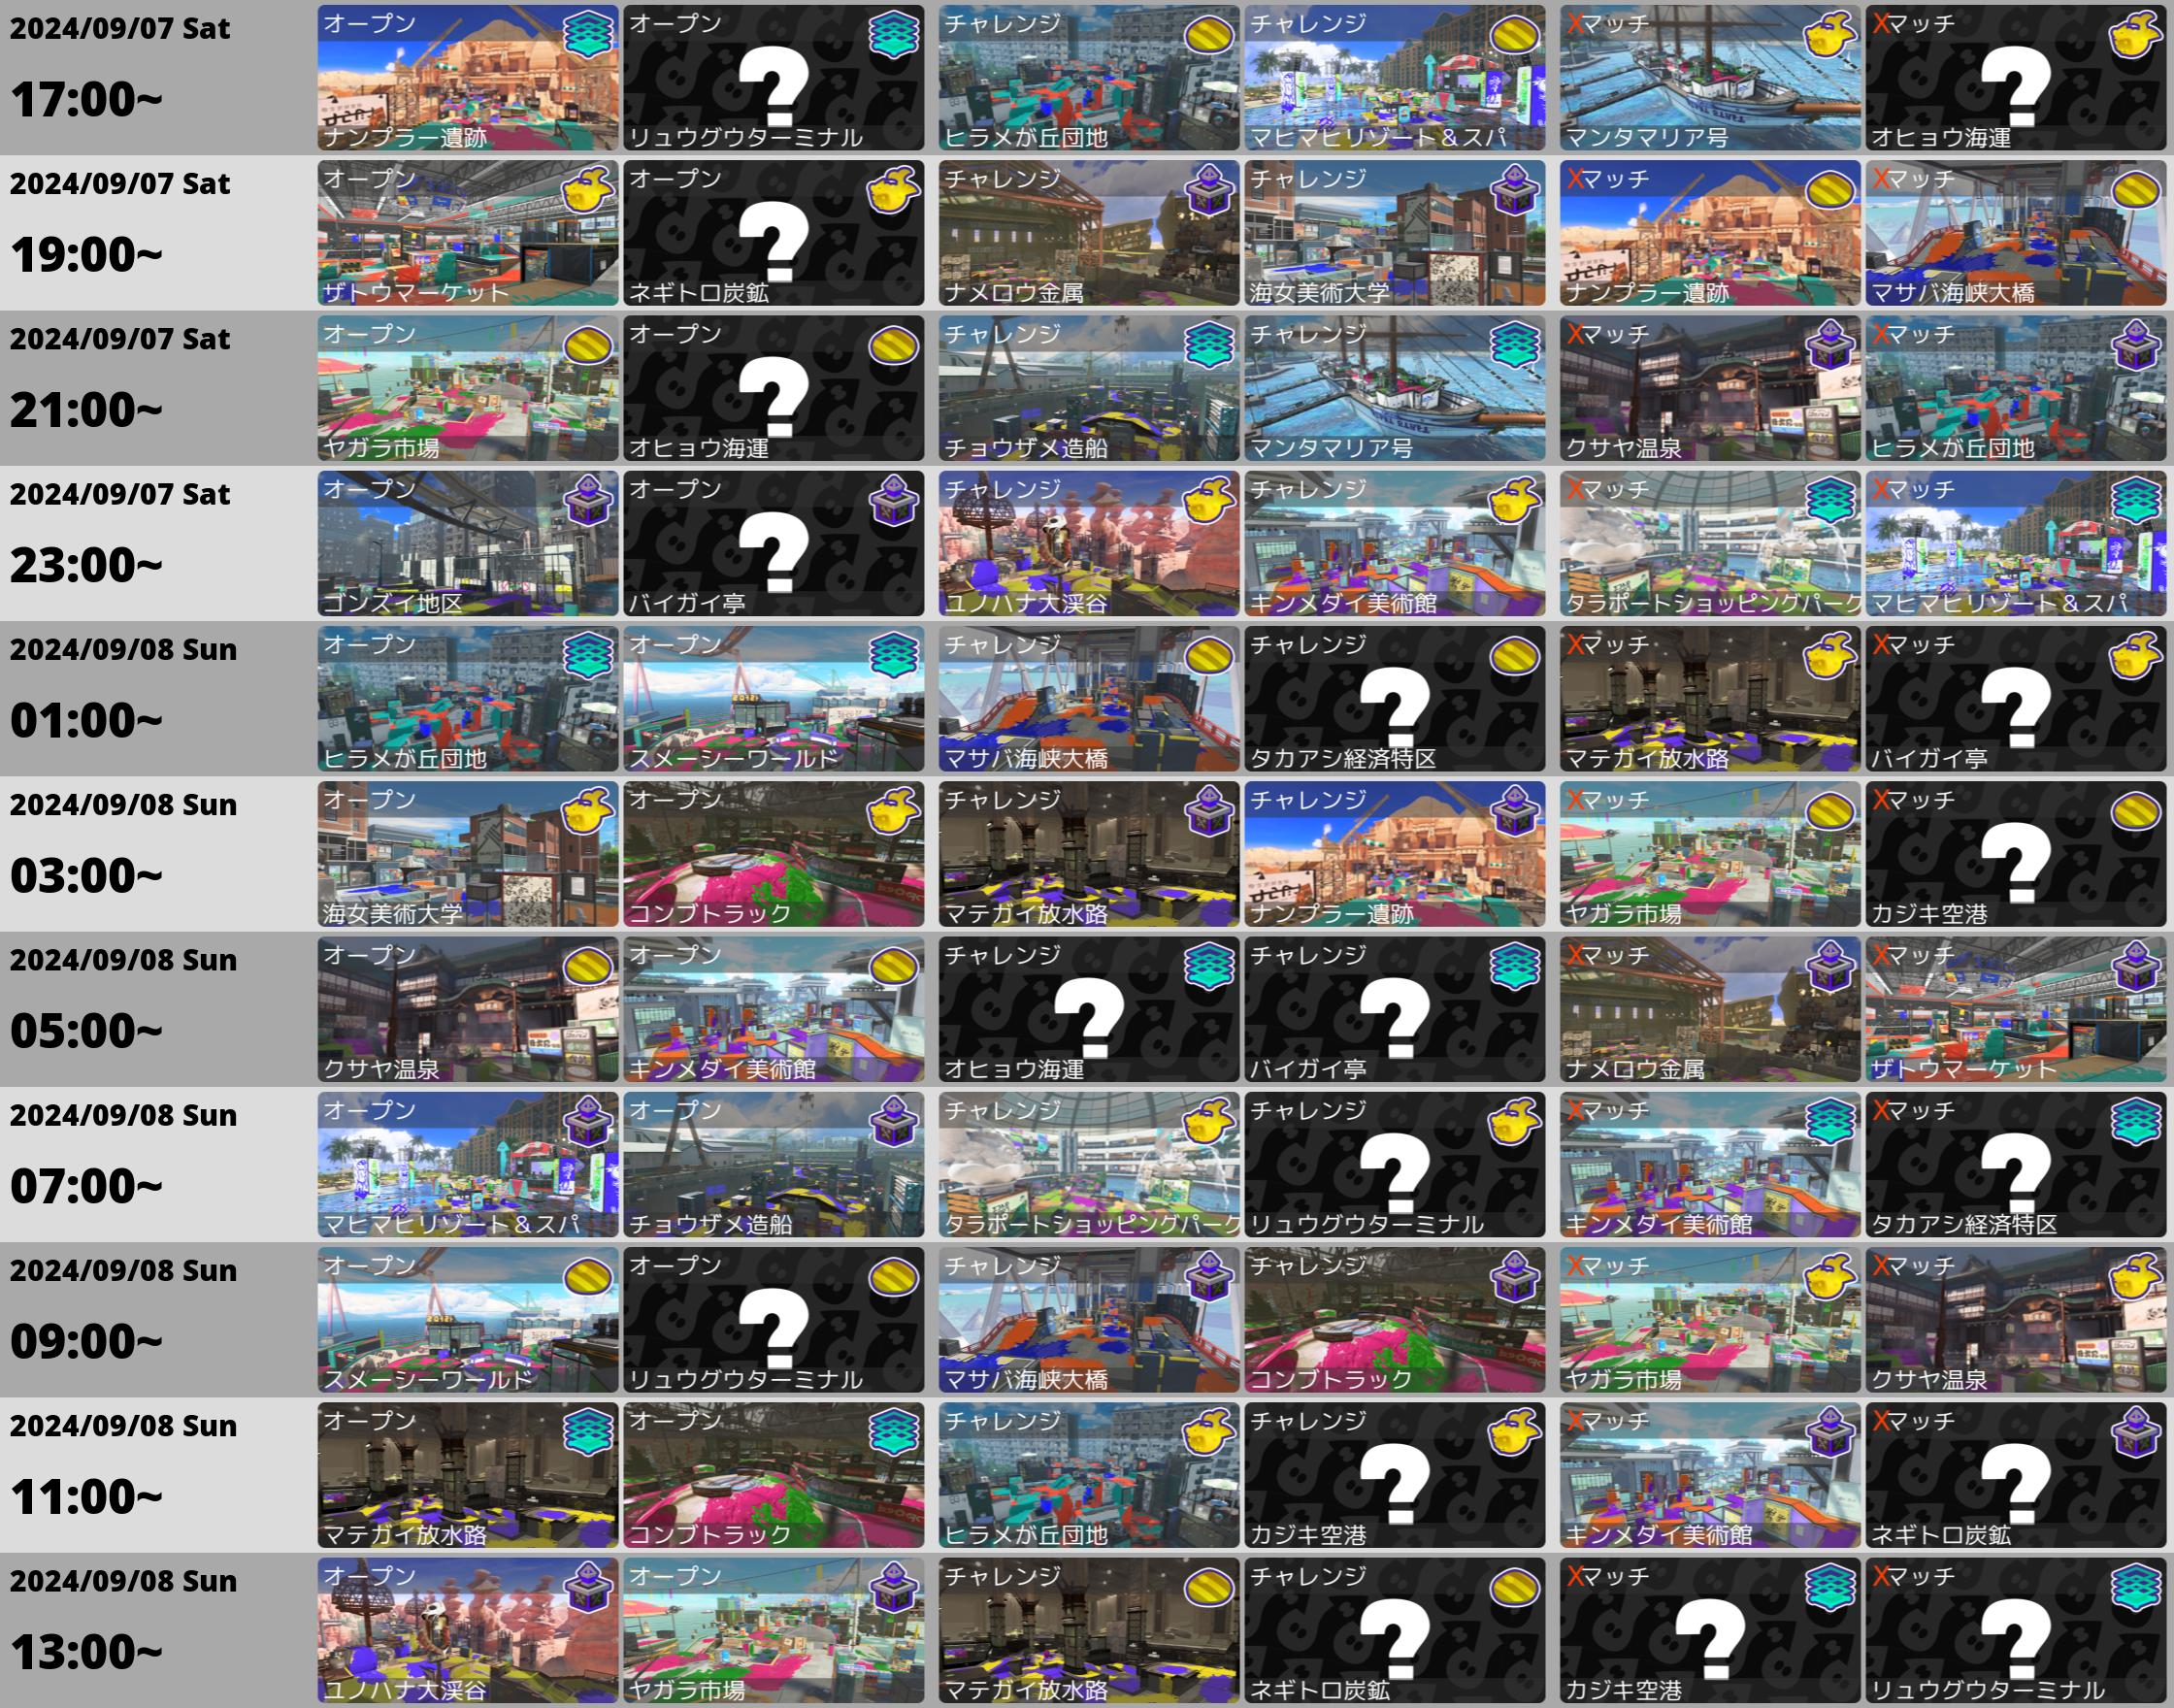 2024/09/07 Sat
17:00~
オープン
ナンプラー遺跡
オープン
リュウグウターミナル
チャレンジ
ヒラメが丘団地
チャレンジ
マヒマヒリゾート＆スパ
Xマッチ
マンタマリア号
Xマッチ
オヒョウ海運
2024/09/07 Sat
19:00~
オープン
ザトウマーケット
オープン
ネギトロ炭鉱
チャレンジ
ナメロウ金属
チャレンジ
海女美術大学
Xマッチ
ナンプラー遺跡
Xマッチ
マサバ海峡大橋
2024/09/07 Sat
21:00~
オープン
ヤガラ市場
オープン
オヒョウ海運
チャレンジ
チョウザメ造船
チャレンジ
マンタマリア号
Xマッチ
クサヤ温泉
Xマッチ
ヒラメが丘団地
2024/09/07 Sat
23:00~
オープン
ゴンズイ地区
オープン
バイガイ亭
チャレンジ
ユノハナ大渓谷
チャレンジ
キンメダイ美術館
Xマッチ
タラポートショッピングパーク
Xマッチ
マヒマヒリゾート＆スパ
2024/09/08 Sun
01:00~
オープン
ヒラメが丘団地
オープン
スメーシーワールド
チャレンジ
マサバ海峡大橋
チャレンジ
タカアシ経済特区
Xマッチ
マテガイ放水路
Xマッチ
バイガイ亭
2024/09/08 Sun
03:00~
オープン
海女美術大学
オープン
コンブトラック
チャレンジ
マテガイ放水路
チャレンジ
ナンプラー遺跡
Xマッチ
ヤガラ市場
Xマッチ
カジキ空港
2024/09/08 Sun
05:00~
オープン
クサヤ温泉
オープン
キンメダイ美術館
チャレンジ
オヒョウ海運
チャレンジ
バイガイ亭
Xマッチ
ナメロウ金属
Xマッチ
ザトウマーケット
2024/09/08 Sun
07:00~
オープン
マヒマヒリゾート＆スパ
オープン
チョウザメ造船
チャレンジ
タラポートショッピングパーク
チャレンジ
リュウグウターミナル
Xマッチ
キンメダイ美術館
Xマッチ
タカアシ経済特区
2024/09/08 Sun
09:00~
オープン
スメーシーワールド
オープン
リュウグウターミナル
チャレンジ
マサバ海峡大橋
チャレンジ
コンブトラック
Xマッチ
ヤガラ市場
Xマッチ
クサヤ温泉
2024/09/08 Sun
11:00~
オープン
マテガイ放水路
オープン
コンブトラック
チャレンジ
ヒラメが丘団地
チャレンジ
カジキ空港
Xマッチ
キンメダイ美術館
Xマッチ
ネギトロ炭鉱
2024/09/08 Sun
13:00~
オープン
ユノハナ大渓谷
オープン
ヤガラ市場
チャレンジ
マテガイ放水路
チャレンジ
ネギトロ炭鉱
Xマッチ
カジキ空港
Xマッチ
リュウグウターミナル